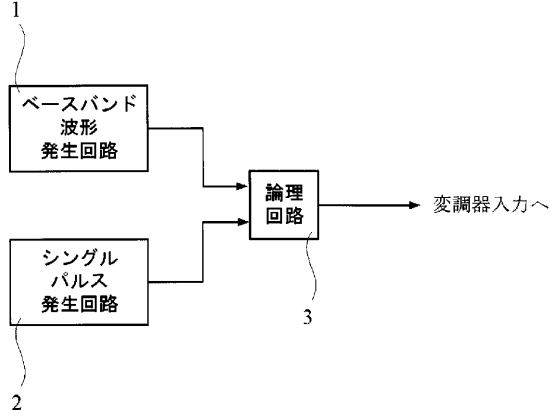 1
ベースバンド
波形
発生回路
論理
回路
変調器入力へ
シングル
パルス
発生回路
3
2